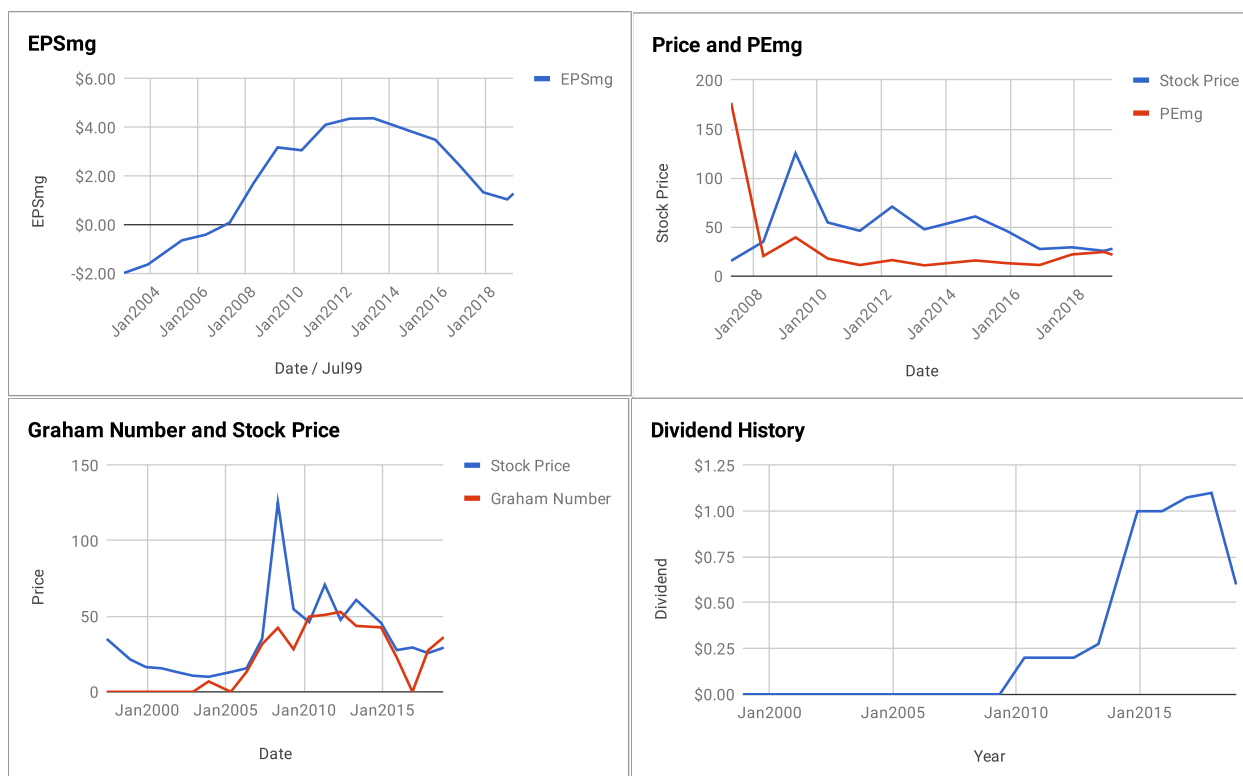 EPSmg
$6.00
$4.00
$2.00
$0.00
-$2.00
EPSmg
EPSmg
Jan2004
Jan2006
Jan2008
Jan2010
Jan2012
Jan2014
Jan2016
Jan2018
Date / Jul99
Price and PEmg
200
150
100
50
0
Stock Price
Stock Price
PEmg
Jan2008
Jan2010
Jan2012
Jan2014
Jan2016
Jan2018
Date
Graham Number and Stock Price
150
100
50
0
Price
Stock Price
Graham Number
Jan2000
Jan2005
Jan2010
Jan2015
Date
Dividend History
$1.25
$1.00
$0.75
$0.50
$0.25
$0.00
Dividend
Jan2000
Jan2005
Jan2010
Jan2015
Year